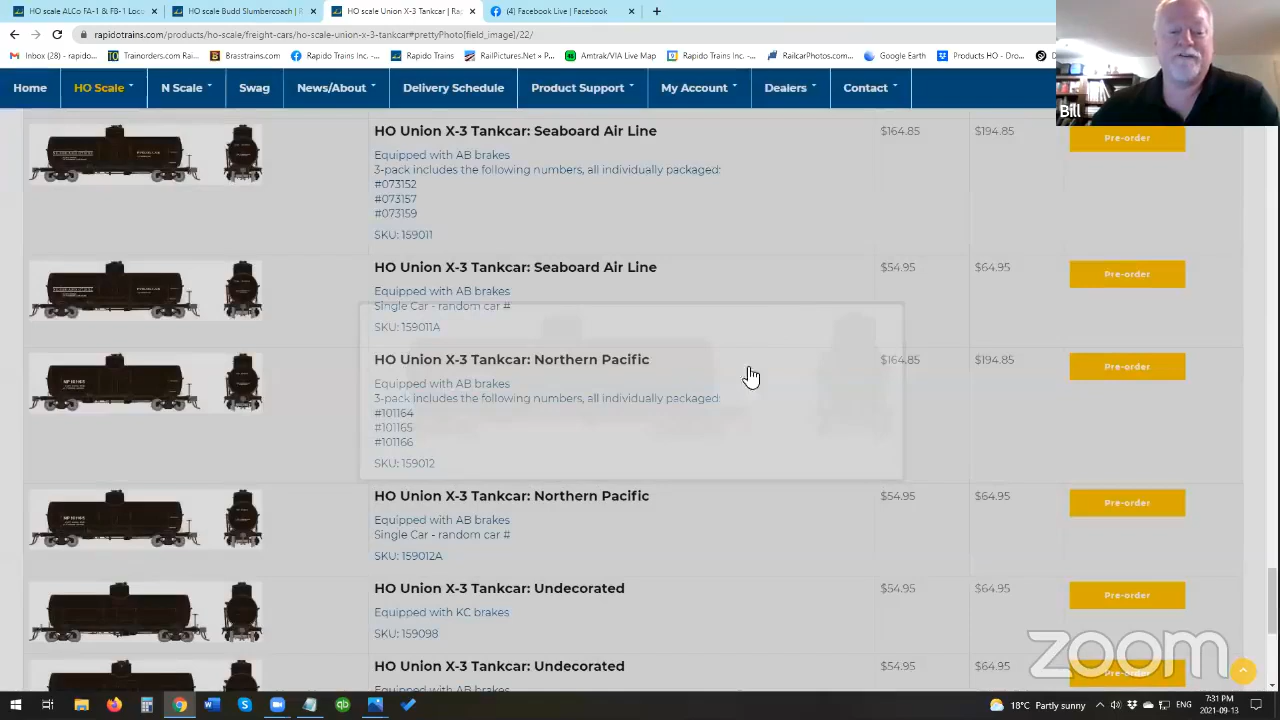 HO scale ALCo FA-1 & FB-1 Loco
HO scale Budd Slumbercoach | R
HO scale Union X-3 Tankcar | Rap
(4) Facebook Live | Facebook
rapidotrains.com/products/ho-scale/freight-cars/ho-scale-union-x-3-tankcar#prettyPhoto[field_image]/22/
Inbox (28) - rapido...
Trainorders.com Rai...
Brasstrains.com
Rapido Trains Inc. -...
Rapido Trains
RailPictures.Net » Ph...
Amtrak/VIA Live Map
Rapido Trains Inc. -...
RailcarPhotos.com...
Google Earth
Products HO - Dro...
Home
HO Scale
N Scale
Swag
News/About
Delivery Schedule
Product Support
My Account
Dealers
Contact
Bill
HO Union X-3 Tankcar: Seaboard Air Line
$164.85
$194.85
Pre-order
Equipped with AB brakes
3-pack includes the following numbers, all individually packaged:
#073152
#073157
#073159
SKU: 159011
HO Union X-3 Tankcar: Seaboard Air Line
$54.95
$64.95
Pre-order
Equipped with AB brakes
Single Car - random car #
SKU: 159011A
HO Union X-3 Tankcar: Northern Pacific
$164.85
$194.85
Pre-order
Equipped with AB brakes
3-pack includes the following numbers, all individually packaged:
#101164
#101165
#101166
SKU: 159012
HO Union X-3 Tankcar: Northern Pacific
$54.95
$64.95
Pre-order
Equipped with AB brakes
Single Car - random car #
SKU: 159012A
HO Union X-3 Tankcar: Undecorated
$54.95
$64.95
Pre-order
Equipped with KC brakes
SKU: 159098
HO Union X-3 Tankcar: Undecorated
$54.95
$64.95
Pre-order
Equipped with AB brakes
zoom
18°C Partly sunny
ENG
7:31 PM
2021-09-13